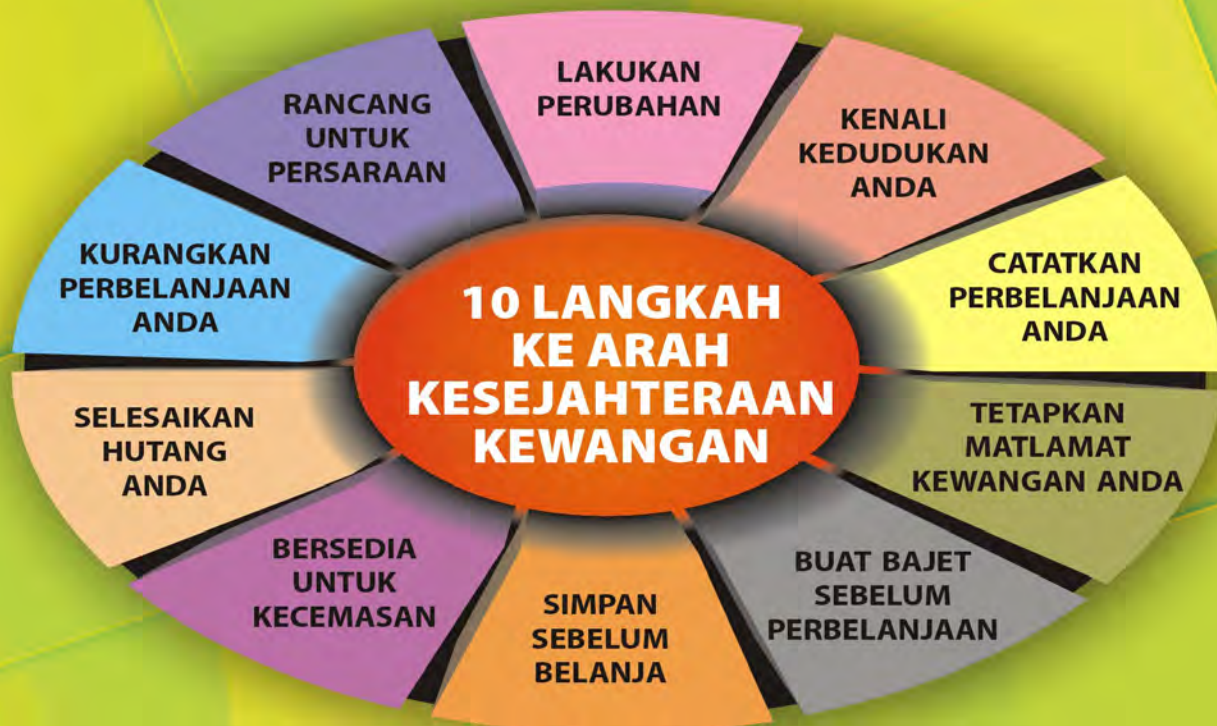 10 LANGKAH
KE ARAH
KESEJAHTERAAN
KEWANGAN
LAKUKAN
PERUBAHAN
KENALI
KEDUDUKAN
ANDA
CATATKAN
PERBELANJAAN
ANDA
TETAPKAN
MATLAMAT
KEWANGAN ANDA
BUAT BAJET
SEBELUM
PERBELANJAAN
SIMPAN
SEBELUM
BELANJA
BERSEDIA
UNTUK
KECEMASAN
SELESAIKAN
HUTANG
ANDA
KURANGKAN
PERBELANJAAN
ANDA
RANCANG
UNTUK
PERSARAAN